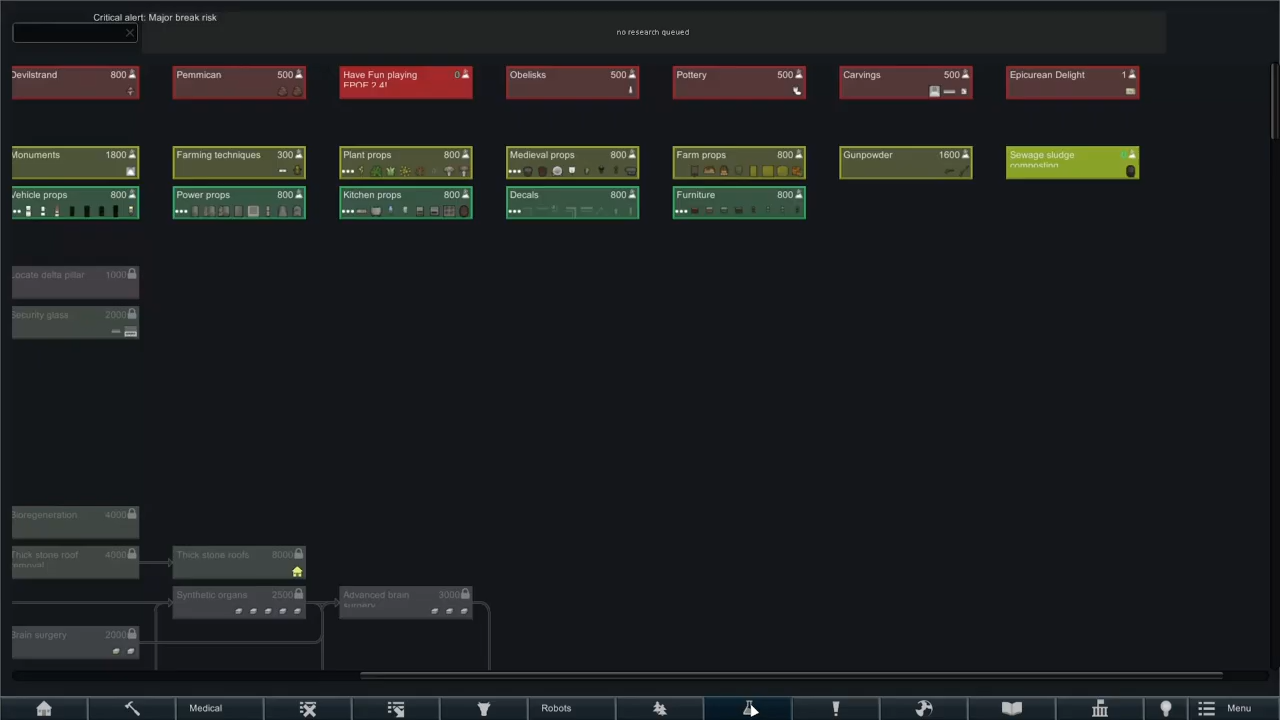 Critical alert: Major break risk
no research queued
Devilstrand 800
Pemmican 500
Have Fun playing 0
EPOE 2.4!
Obelisks 500
Pottery 500
Carvings 500
Epicurean Delight 1
Monuments 1800
Farming techniques 300
Plant props 800
Medieval props 800
Farm props 800
Gunpowder 1600
Sewage sludge
composting
Vehicle props 800
Power props 800
Kitchen props 800
Decals 800
Furniture 800
Locate delta pillar 1000
Security glass 2000
Bioregeneration 4000
Thick stone roof 4000
removal
Thick stone roofs 8000
Synthetic organs 2500
Advanced brain 3000
surgery
Brain surgery 2000
Medical
Robots
Menu